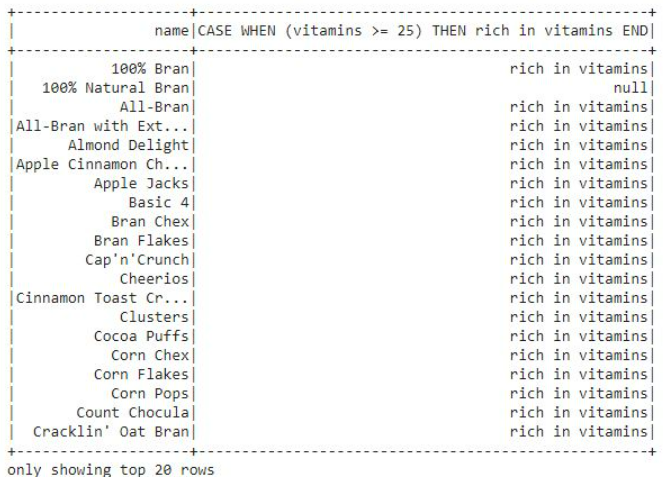 +--------------------+---------------------------------------------------+
|                name|CASE WHEN (vitamins >= 25) THEN rich in vitamins END|
+--------------------+---------------------------------------------------+
|           100% Bran|                                   rich in vitamins|
|   100% Natural Bran|                                               null|
|            All-Bran|                                   rich in vitamins|
|All-Bran with Ext...|                                   rich in vitamins|
|      Almond Delight|                                   rich in vitamins|
|Apple Cinnamon Ch...|                                   rich in vitamins|
|         Apple Jacks|                                   rich in vitamins|
|             Basic 4|                                   rich in vitamins|
|           Bran Chex|                                   rich in vitamins|
|         Bran Flakes|                                   rich in vitamins|
|        Cap'n'Crunch|                                   rich in vitamins|
|            Cheerios|                                   rich in vitamins|
|Cinnamon Toast Cr...|                                   rich in vitamins|
|            Clusters|                                   rich in vitamins|
|         Cocoa Puffs|                                   rich in vitamins|
|           Corn Chex|                                   rich in vitamins|
|         Corn Flakes|                                   rich in vitamins|
|           Corn Pops|                                   rich in vitamins|
|       Count Chocula|                                   rich in vitamins|
|  Cracklin' Oat Bran|                                   rich in vitamins|
+--------------------+---------------------------------------------------+
only showing top 20 rows